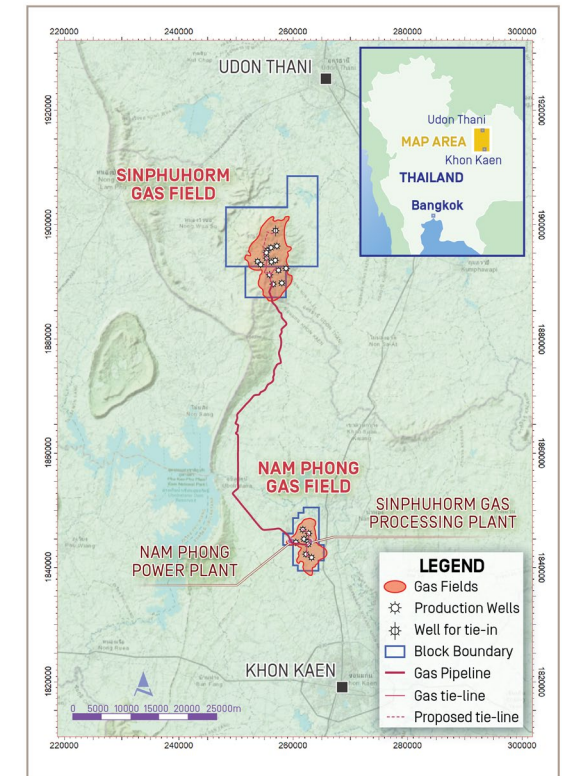 220000 240000 260000 280000 300000
1920000
1900000
1880000
1860000
1840000
1820000
1920000
1900000
1880000
1860000
1840000
1820000
UDON THANI
SINPHUHORM
GAS FIELD
Udon Thani
MAP AREA
Khon Kaen
THAILAND
Bangkok
NAM PHONG
GAS FIELD
SINPHUHORM GAS
PROCESSING PLANT
NAM PHONG
POWER PLANT
KHON KAEN
LEGEND
Gas Fields
Production Wells
Well for tie-in
Block Boundary
Gas Pipeline
Gas tie-line
Proposed tie-line
N
0 5000 10000 15000 20000 25000m
220000 240000 260000 280000 300000